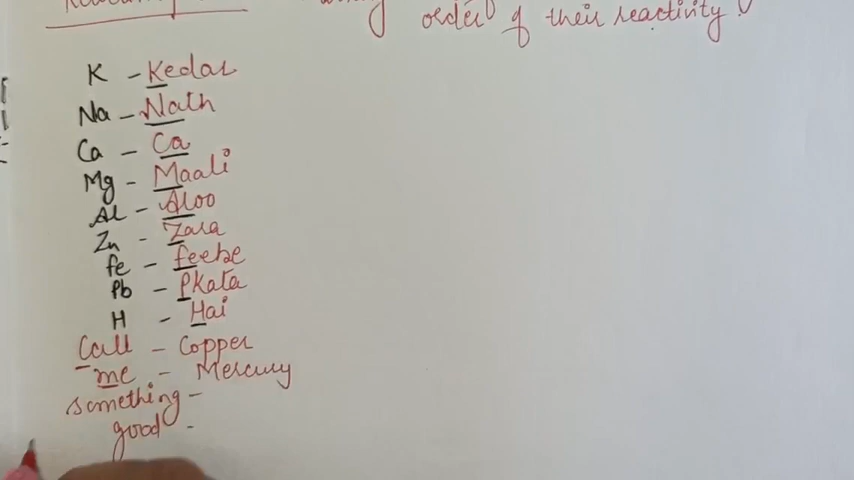 order of their reactivity.
K - Kedar
Na - Nath
Ca - Ca
Mg - Maali
Al - Aloo
Zn - Zara
fe - feeke
Pb - Pkata
H - Hai
Call - Copper
me - Mercury
something -
good -